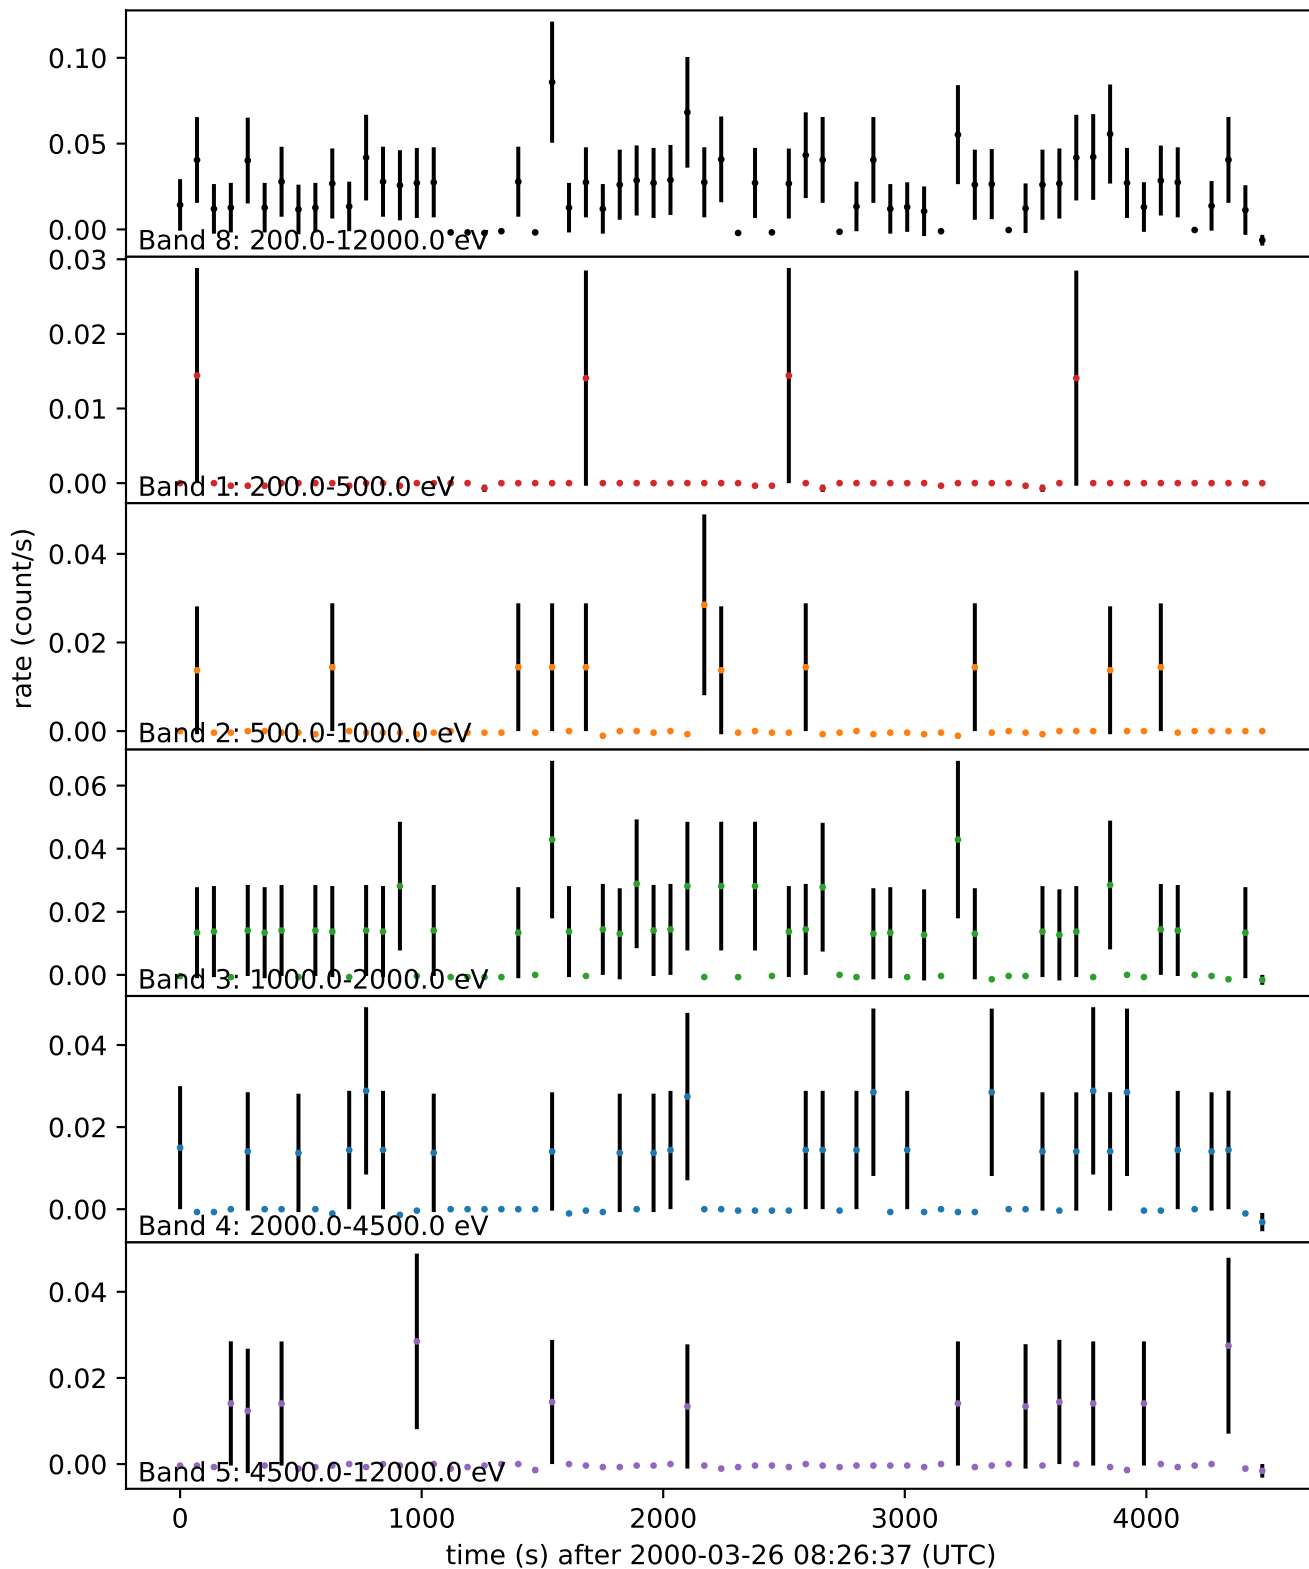 0.10
0.05
0.00
Band 8: 200.0-12000.0 eV
0.03
0.02
0.01
0.00
Band 1: 200.0-500.0 eV
0.04
0.02
0.00
Band 2: 500.0-1000.0 eV
0.06
0.04
0.02
0.00
Band 3: 1000.0-2000.0 eV
0.04
0.02
0.00
Band 4: 2000.0-4500.0 eV
0.04
0.02
0.00
Band 5: 4500.0-12000.0 eV
rate (count/s)
0 1000 2000 3000 4000
time (s) after 2000-03-26 08:26:37 (UTC)